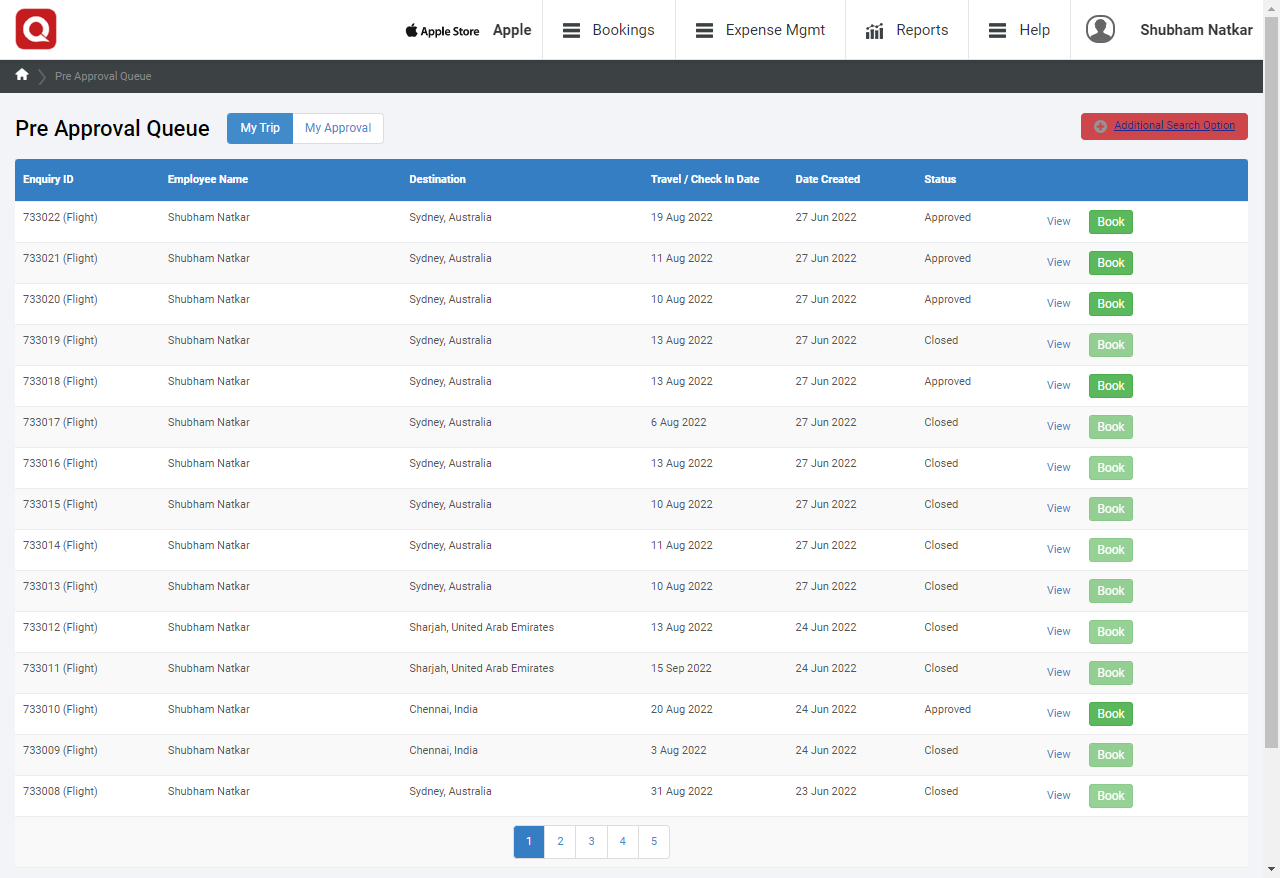 Apple Store Apple Bookings Expense Mgmt Reports Help Shubham Natkar
Pre Approval Queue
Pre Approval Queue My Trip My Approval Additional Search Option
Enquiry ID Employee Name Destination Travel / Check In Date Date Created Status
733022 (Flight) Shubham Natkar Sydney, Australia 19 Aug 2022 27 Jun 2022 Approved View Book
733021 (Flight) Shubham Natkar Sydney, Australia 11 Aug 2022 27 Jun 2022 Approved View Book
733020 (Flight) Shubham Natkar Sydney, Australia 10 Aug 2022 27 Jun 2022 Approved View Book
733019 (Flight) Shubham Natkar Sydney, Australia 13 Aug 2022 27 Jun 2022 Closed View Book
733018 (Flight) Shubham Natkar Sydney, Australia 13 Aug 2022 27 Jun 2022 Approved View Book
733017 (Flight) Shubham Natkar Sydney, Australia 6 Aug 2022 27 Jun 2022 Closed View Book
733016 (Flight) Shubham Natkar Sydney, Australia 13 Aug 2022 27 Jun 2022 Closed View Book
733015 (Flight) Shubham Natkar Sydney, Australia 10 Aug 2022 27 Jun 2022 Closed View Book
733014 (Flight) Shubham Natkar Sydney, Australia 11 Aug 2022 27 Jun 2022 Closed View Book
733013 (Flight) Shubham Natkar Sydney, Australia 10 Aug 2022 27 Jun 2022 Closed View Book
733012 (Flight) Shubham Natkar Sharjah, United Arab Emirates 13 Aug 2022 24 Jun 2022 Closed View Book
733011 (Flight) Shubham Natkar Sharjah, United Arab Emirates 15 Sep 2022 24 Jun 2022 Closed View Book
733010 (Flight) Shubham Natkar Chennai, India 20 Aug 2022 24 Jun 2022 Approved View Book
733009 (Flight) Shubham Natkar Chennai, India 3 Aug 2022 24 Jun 2022 Closed View Book
733008 (Flight) Shubham Natkar Sydney, Australia 31 Aug 2022 23 Jun 2022 Closed View Book
1 2 3 4 5